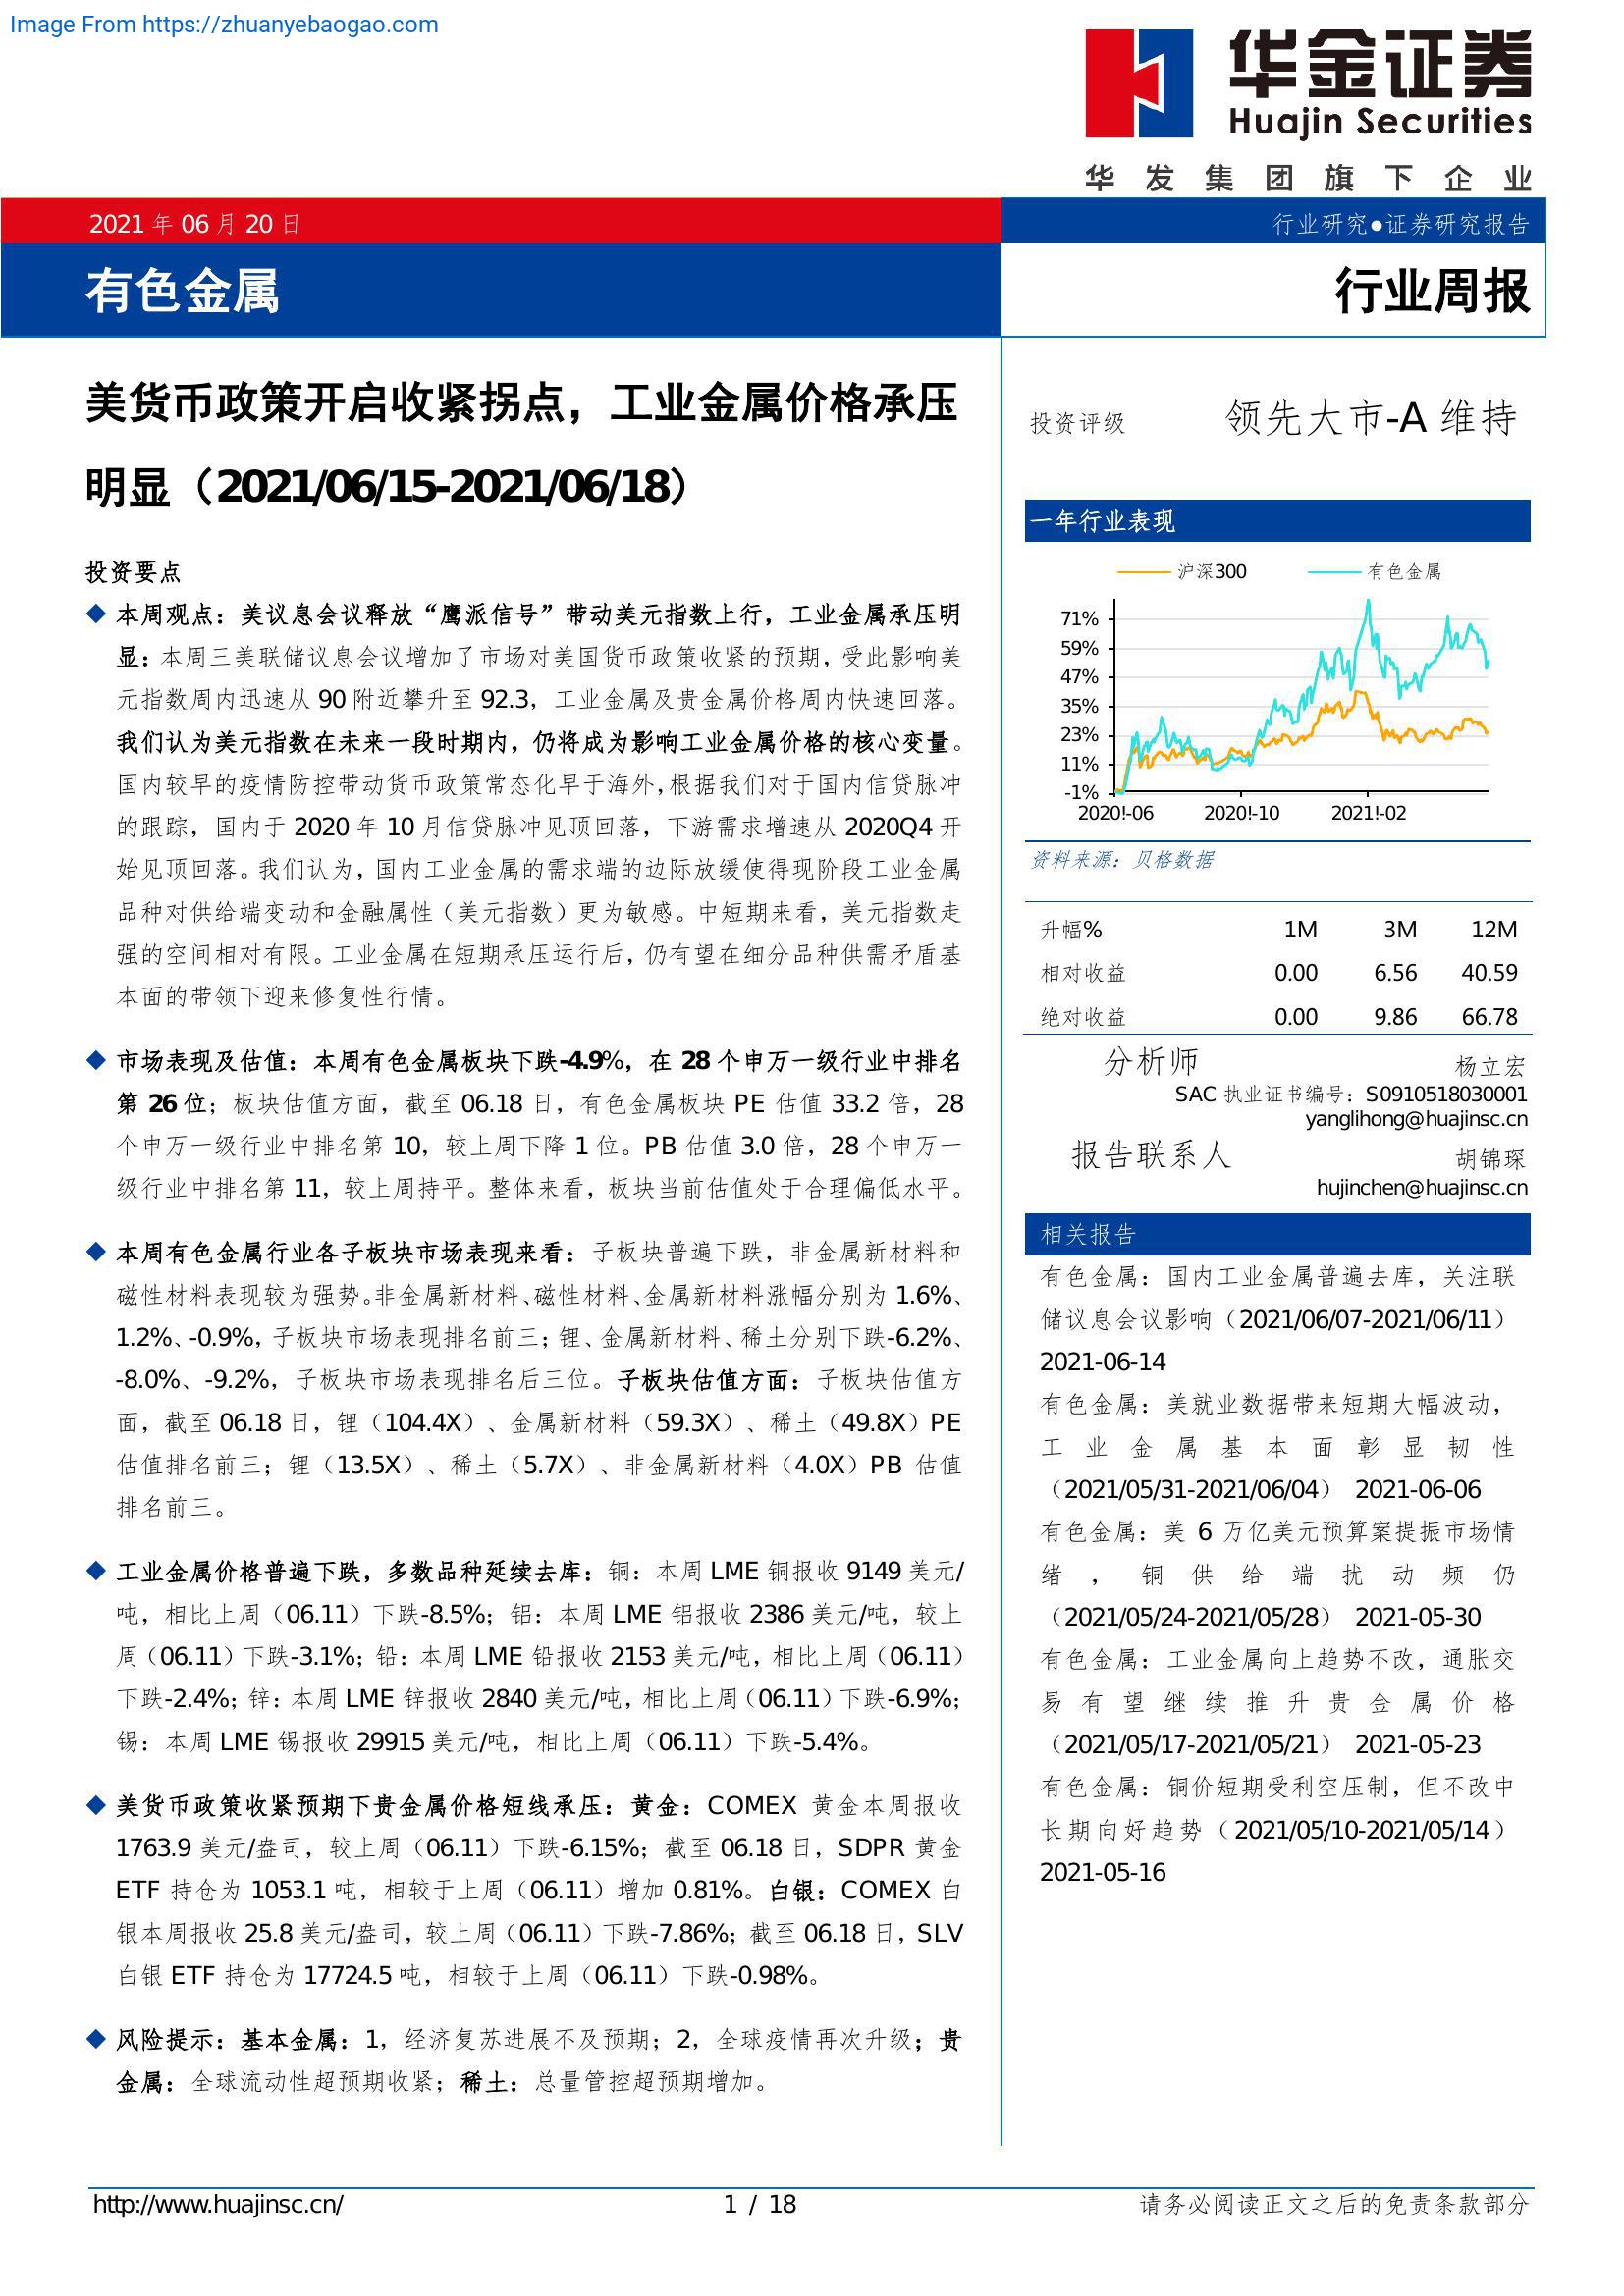 Image From https://zhuanyebaogao.com
华金证券
Huajin Securities
华发集团旗下企业
2021 年 06 月 20 日
行业研究●证券研究报告
有色金属
行业周报
美货币政策开启收紧拐点，工业金属价格承压
明显（2021/06/15-2021/06/18）
投资要点
◆ 本周观点：美议息会议释放“鹰派信号”带动美元指数上行，工业金属承压明
显：本周三美联储议息会议增加了市场对美国货币政策收紧的预期，受此影响美
元指数周内迅速从 90 附近攀升至 92.3，工业金属及贵金属价格周内快速回落。
我们认为美元指数在未来一段时期内，仍将成为影响工业金属价格的核心变量。
国内较早的疫情防控带动货币政策常态化早于海外，根据我们对于国内信贷脉冲
的跟踪，国内于 2020 年 10 月信贷脉冲见顶回落，下游需求增速从 2020Q4 开
始见顶回落。我们认为，国内工业金属的需求端的边际放缓使得现阶段工业金属
品种对供给端变动和金融属性（美元指数）更为敏感。中短期来看，美元指数走
强的空间相对有限。工业金属在短期承压运行后，仍有望在细分品种供需矛盾基
本面的带领下迎来修复性行情。
◆ 市场表现及估值：本周有色金属板块下跌-4.9%，在 28 个申万一级行业中排名
第 26 位；板块估值方面，截至 06.18 日，有色金属板块 PE 估值 33.2 倍，28
个申万一级行业中排名第 10，较上周下降 1 位。PB 估值 3.0 倍，28 个申万一
级行业中排名第 11，较上周持平。整体来看，板块当前估值处于合理偏低水平。
◆ 本周有色金属行业各子板块市场表现来看：子板块普遍下跌，非金属新材料和
磁性材料表现较为强势。非金属新材料、磁性材料、金属新材料涨幅分别为 1.6%、
1.2%、-0.9%，子板块市场表现排名前三；锂、金属新材料、稀土分别下跌-6.2%、
-8.0%、-9.2%，子板块市场表现排名后三位。子板块估值方面：子板块估值方
面，截至 06.18 日，锂（104.4X）、金属新材料（59.3X）、稀土（49.8X）PE
估值排名前三；锂（13.5X）、稀土（5.7X）、非金属新材料（4.0X）PB 估值
排名前三。
◆ 工业金属价格普遍下跌，多数品种延续去库：铜：本周 LME 铜报收 9149 美元/
吨，相比上周（06.11）下跌-8.5%；铝：本周 LME 铝报收 2386 美元/吨，较上
周（06.11）下跌-3.1%；铅：本周 LME 铅报收 2153 美元/吨，相比上周（06.11）
下跌-2.4%；锌：本周 LME 锌报收 2840 美元/吨，相比上周（06.11）下跌-6.9%；
锡：本周 LME 锡报收 29915 美元/吨，相比上周（06.11）下跌-5.4%。
◆ 美货币政策收紧预期下贵金属价格短线承压：黄金：COMEX 黄金本周报收
1763.9 美元/盎司，较上周（06.11）下跌-6.15%；截至 06.18 日，SDPR 黄金
ETF 持仓为 1053.1 吨，相较于上周（06.11）增加 0.81%。白银：COMEX 白
银本周报收 25.8 美元/盎司，较上周（06.11）下跌-7.86%；截至 06.18 日，SLV
白银 ETF 持仓为 17724.5 吨，相较于上周（06.11）下跌-0.98%。
◆ 风险提示：基本金属：1，经济复苏进展不及预期；2，全球疫情再次升级；贵
金属：全球流动性超预期收紧；稀土：总量管控超预期增加。
投资评级 领先大市-A 维持
一年行业表现
沪深300 有色金属
71%
59%
47%
35%
23%
11%
-1%
2020!-06 2020!-10 2021!-02
资料来源：贝格数据
升幅% 1M 3M 12M
相对收益 0.00 6.56 40.59
绝对收益 0.00 9.86 66.78
分析师 杨立宏
SAC 执业证书编号：S0910518030001
yanglihong@huajinsc.cn
报告联系人 胡锦琛
hujinchen@huajinsc.cn
相关报告
有色金属：国内工业金属普遍去库，关注联
储议息会议影响（2021/06/07-2021/06/11）
2021-06-14
有色金属：美就业数据带来短期大幅波动，
工业金属基本面彰显韧性
（2021/05/31-2021/06/04） 2021-06-06
有色金属：美 6 万亿美元预算案提振市场情
绪，铜供给端扰动频仍
（2021/05/24-2021/05/28） 2021-05-30
有色金属：工业金属向上趋势不改，通胀交
易有望继续推升贵金属价格
（2021/05/17-2021/05/21） 2021-05-23
有色金属：铜价短期受利空压制，但不改中
长期向好趋势（2021/05/10-2021/05/14）
2021-05-16
http://www.huajinsc.cn/ 1 / 18 请务必阅读正文之后的免责条款部分